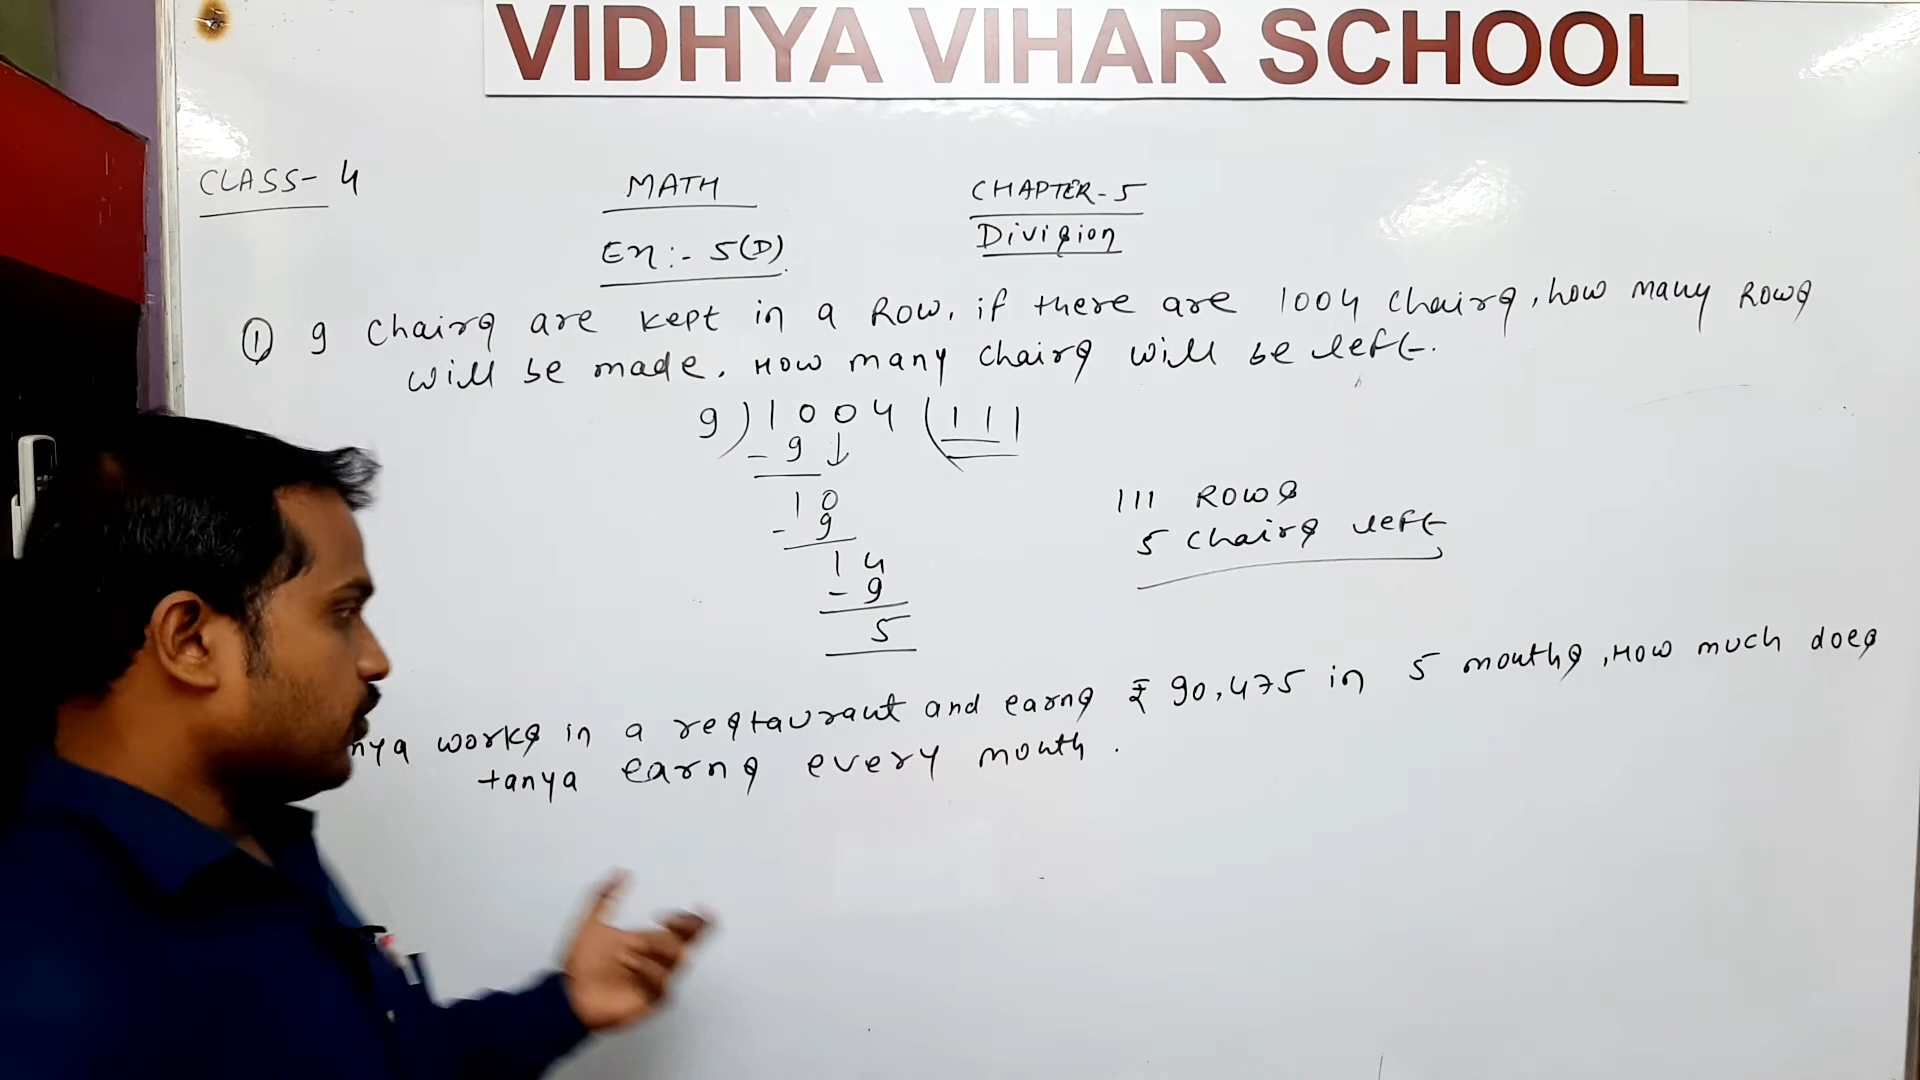 VIDHYA VIHAR SCHOOL
CLASS- 4
MATH
CHAPTER-5
Ex:- 5(D)
Division
① 9 chairs are kept in a Row, if there are 1004 chairs, how many Rows
will be made. How many chairs will be left.
9 ) 1004 ( 111
- 9 ↓
10
- 9
14
- 9
5
111 Rows
5 chairs left
works in a restaurant and earns ₹ 90,475 in 5 months, How much does
tanya earns every month.